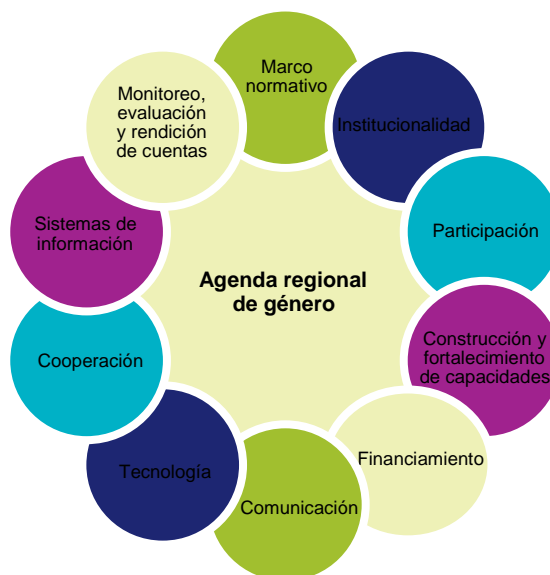 Marco
normativo
Institucionalidad
Participación
Construcción y
fortalecimiento
de capacidades
Financiamiento
Comunicación
Tecnología
Cooperación
Sistemas de
información
Monitoreo,
evaluación
y rendición
de cuentas
Agenda regional
de género